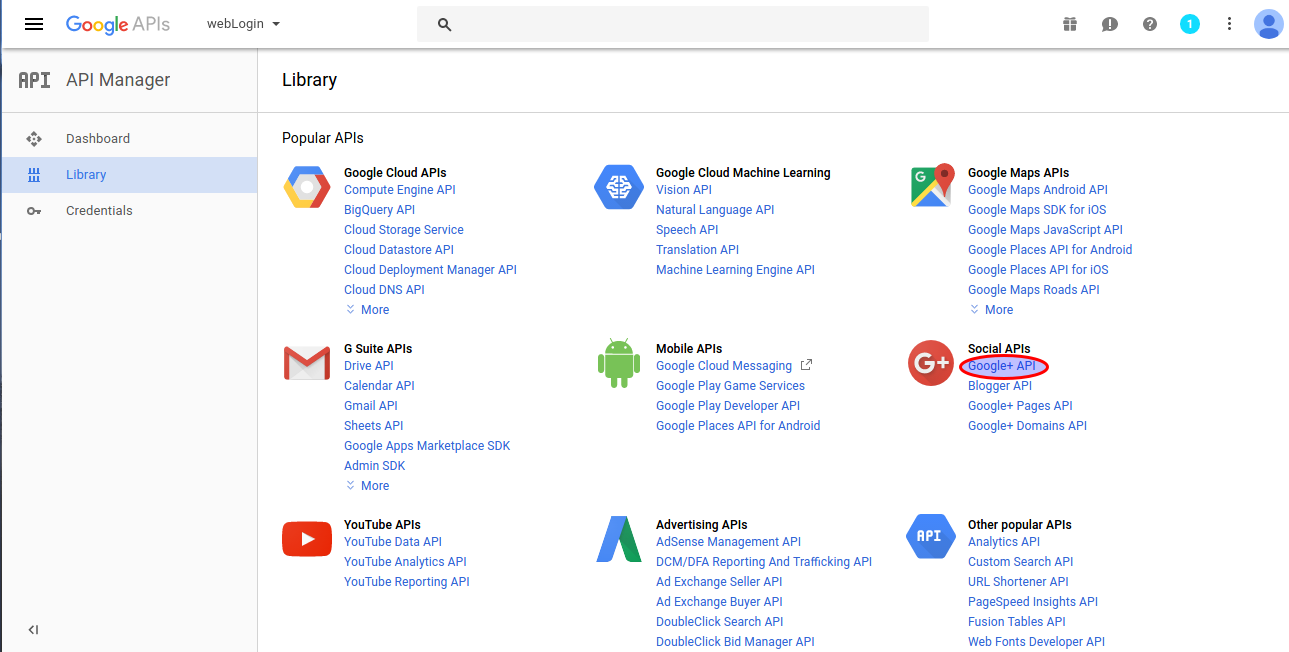 Google APIs
webLogin
1
API
API Manager
Library
Dashboard
Library
Credentials
Popular APIs
Google Cloud APIs
Compute Engine API
BigQuery API
Cloud Storage Service
Cloud Datastore API
Cloud Deployment Manager API
Cloud DNS API
More
Google Cloud Machine Learning
Vision API
Natural Language API
Speech API
Translation API
Machine Learning Engine API
G
Google Maps APIs
Google Maps Android API
Google Maps SDK for iOS
Google Maps JavaScript API
Google Places API for Android
Google Places API for iOS
Google Maps Roads API
More
G Suite APIs
Drive API
Calendar API
Gmail API
Sheets API
Google Apps Marketplace SDK
Admin SDK
More
Mobile APIs
Google Cloud Messaging
Google Play Game Services
Google Play Developer API
Google Places API for Android
G+
Social APIs
Google+ API
Blogger API
Google+ Pages API
Google+ Domains API
YouTube APIs
YouTube Data API
YouTube Analytics API
YouTube Reporting API
Advertising APIs
AdSense Management API
DCM/DFA Reporting And Trafficking API
Ad Exchange Seller API
Ad Exchange Buyer API
DoubleClick Search API
DoubleClick Bid Manager API
API
Other popular APIs
Analytics API
Custom Search API
URL Shortener API
PageSpeed Insights API
Fusion Tables API
Web Fonts Developer API